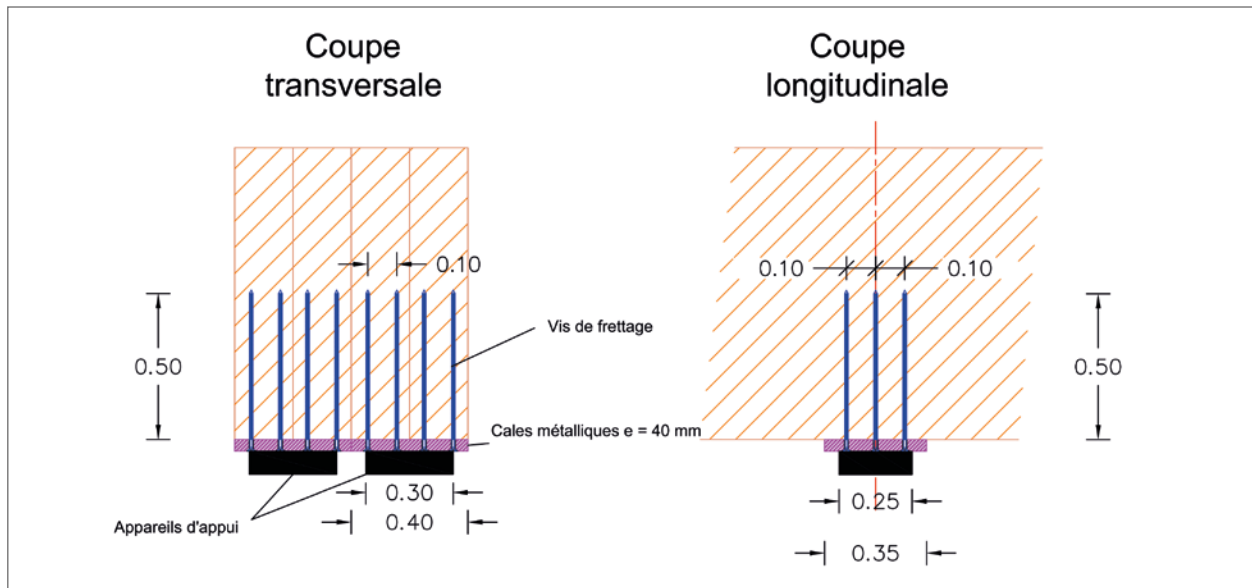 Coupe
transversale
0.10
0.50
Vis de frettage
Cales métalliques e = 40 mm
0.30
0.40
Appareils d'appui
Coupe
longitudinale
0.10
0.10
0.50
0.25
0.35